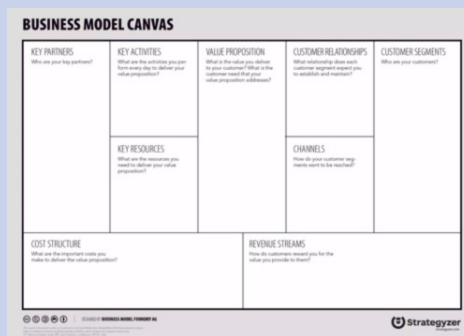 BUSINESS MODEL CANVAS
KEY PARTNERS
Who are your key partners?
KEY ACTIVITIES
What are the activities you per
form every day to deliver your
value proposition?
KEY RESOURCES
What are the resources you
need to deliver your value
proposition?
VALUE PROPOSITION
What is the value you deliver
to your customer? What is the
customer need that your
value proposition addresses?
CUSTOMER RELATIONSHIPS
What relationship does each
customer segment expect you
to establish and maintain?
CHANNELS
How do your customer seg-
ments want to be reached?
CUSTOMER SEGMENTS
Who are your customers?
COST STRUCTURE
What are the important costs you
make to deliver the value proposition?
REVENUE STREAMS
How do customers reward you for the
value you provide to them?
DESIGNED BY BUSINESS MODEL FOUNDRY AG
Strategyzer
strategyzer.com